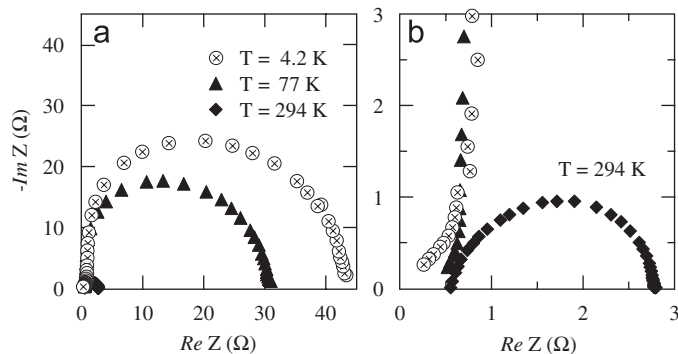 a
T = 4.2 K
T = 77 K
T = 294 K
40
30
20
10
0
-Im Z (Ω)
0 10 20 30 40
Re Z (Ω)
b
T = 294 K
3
2
1
0
0 1 2 3
Re Z (Ω)